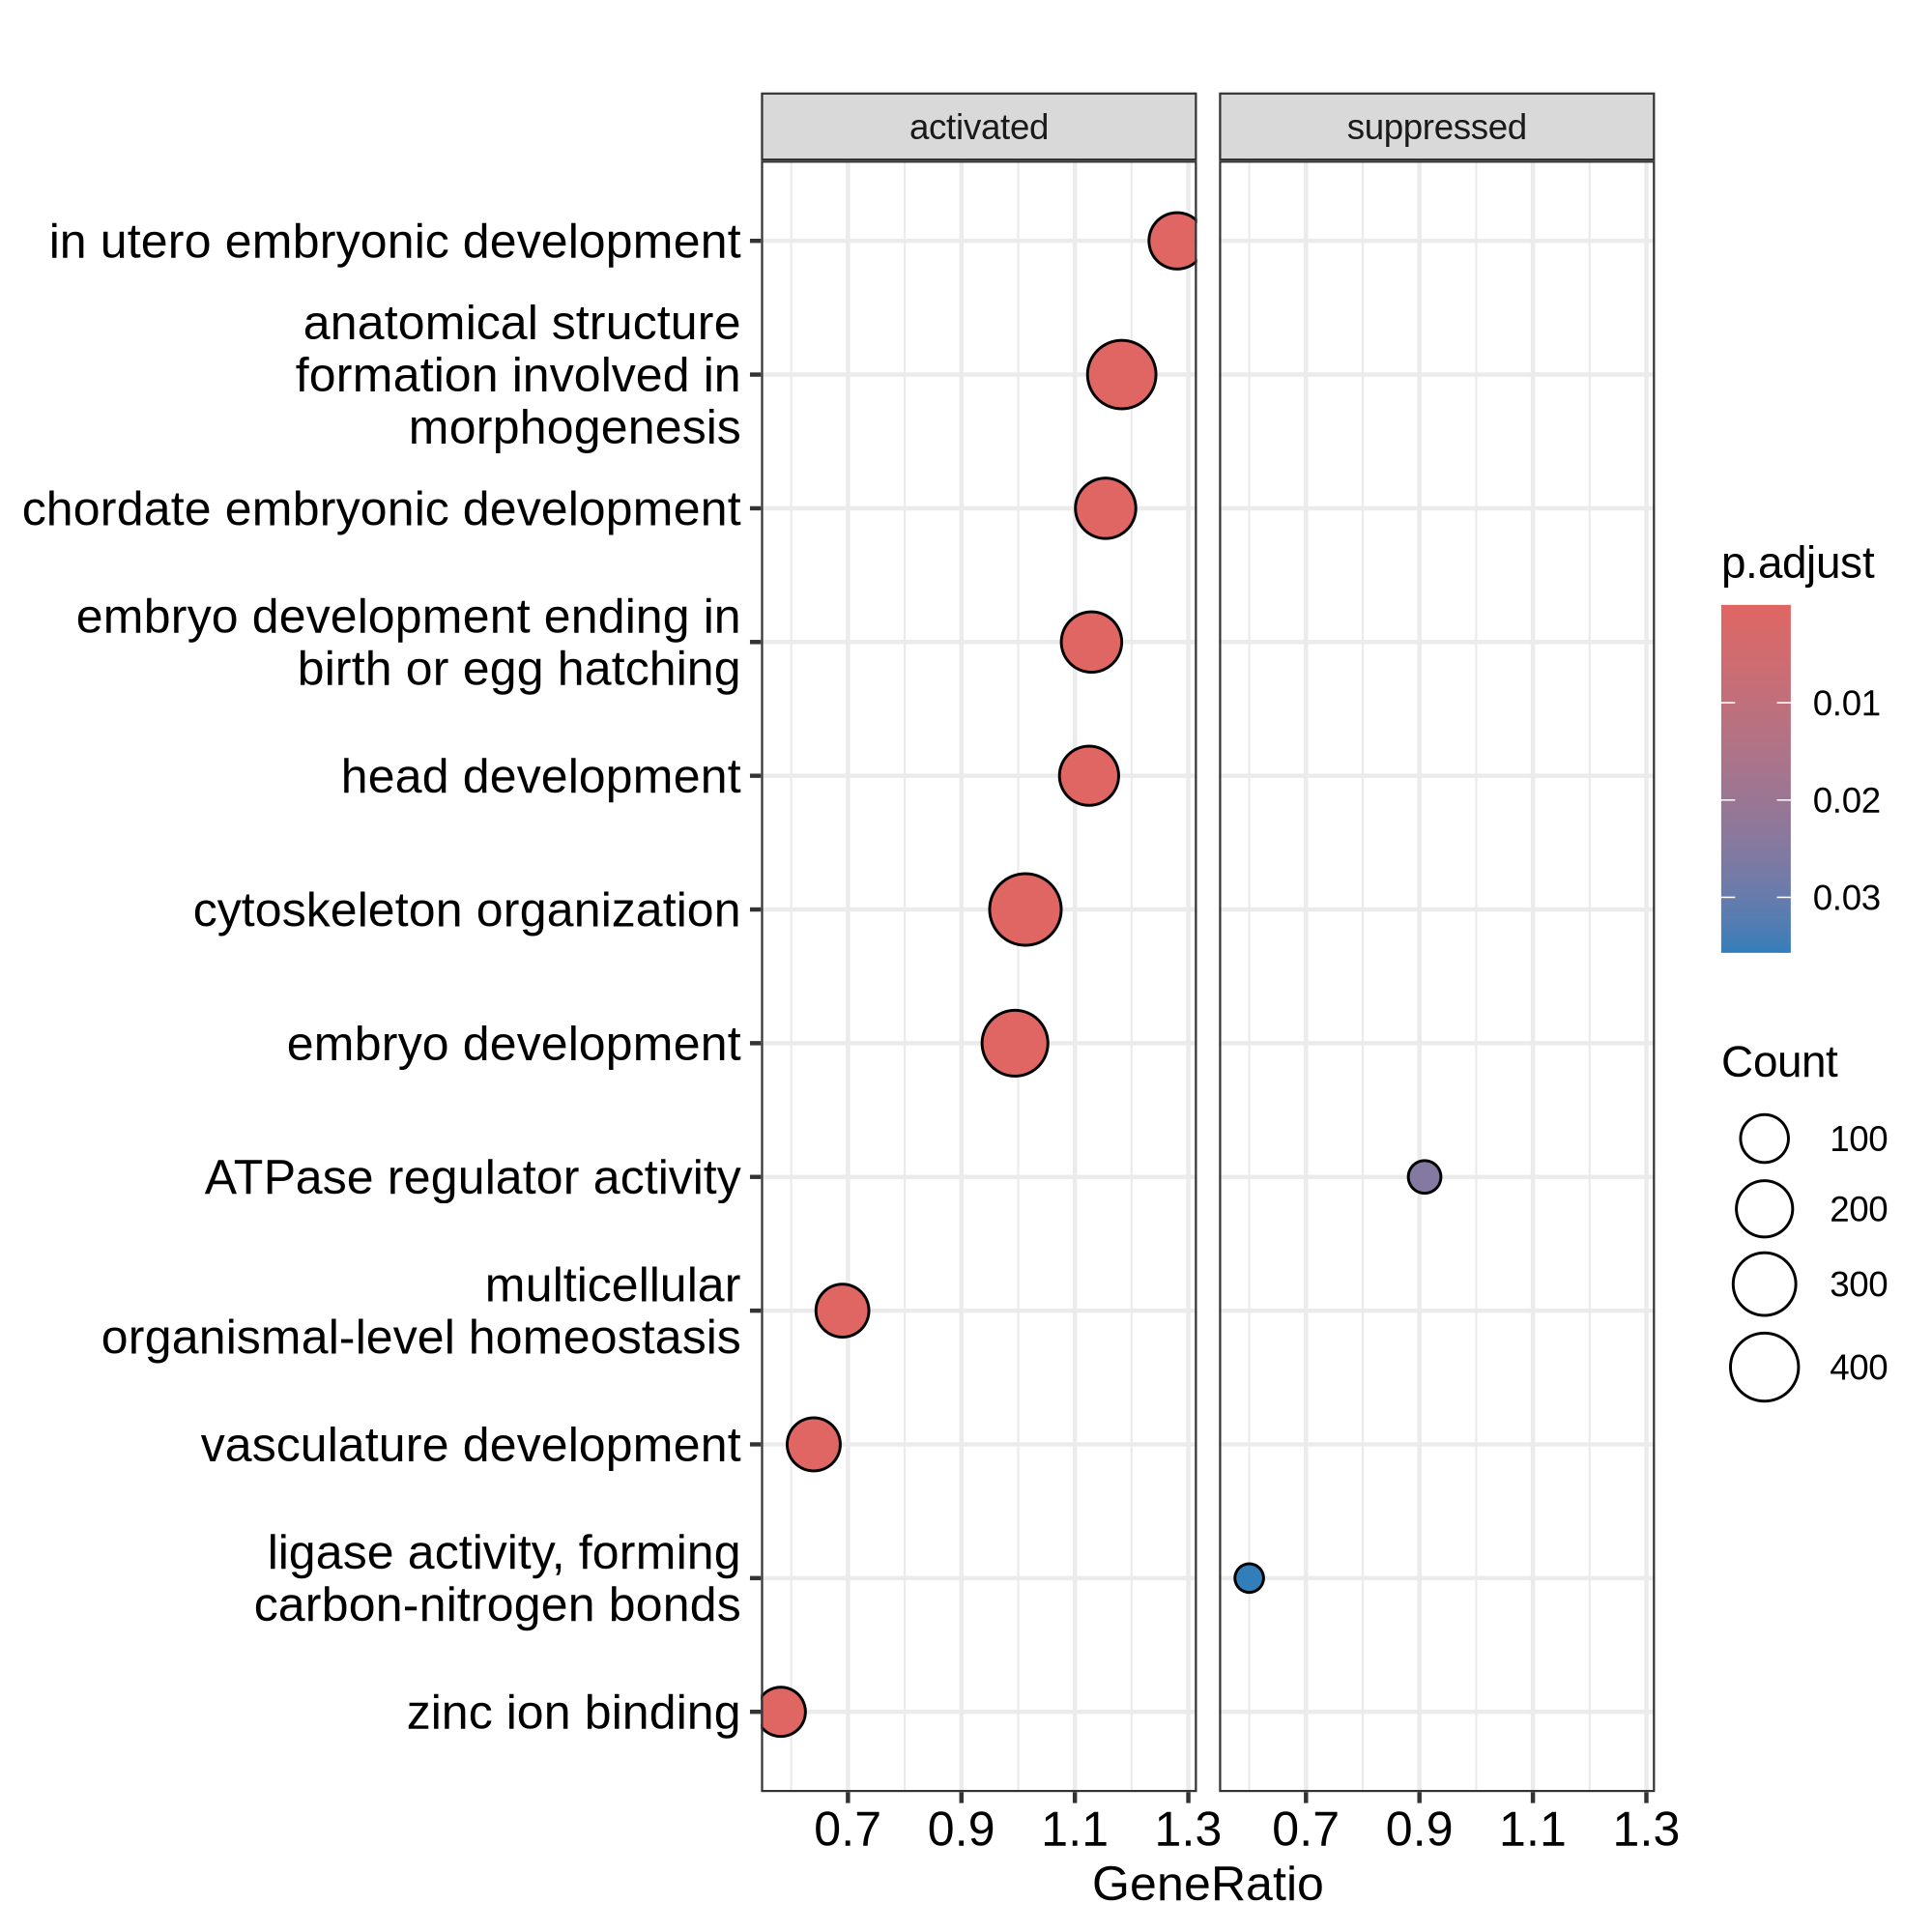 activated
suppressed
in utero embryonic development
anatomical structure
formation involved in
morphogenesis
chordate embryonic development
embryo development ending in
birth or egg hatching
head development
cytoskeleton organization
embryo development
ATPase regulator activity
multicellular
organismal-level homeostasis
vasculature development
ligase activity, forming
carbon-nitrogen bonds
zinc ion binding
0.7 0.9 1.1 1.3 0.7 0.9 1.1 1.3
GeneRatio
p.adjust
0.01
0.02
0.03
Count
100
200
300
400